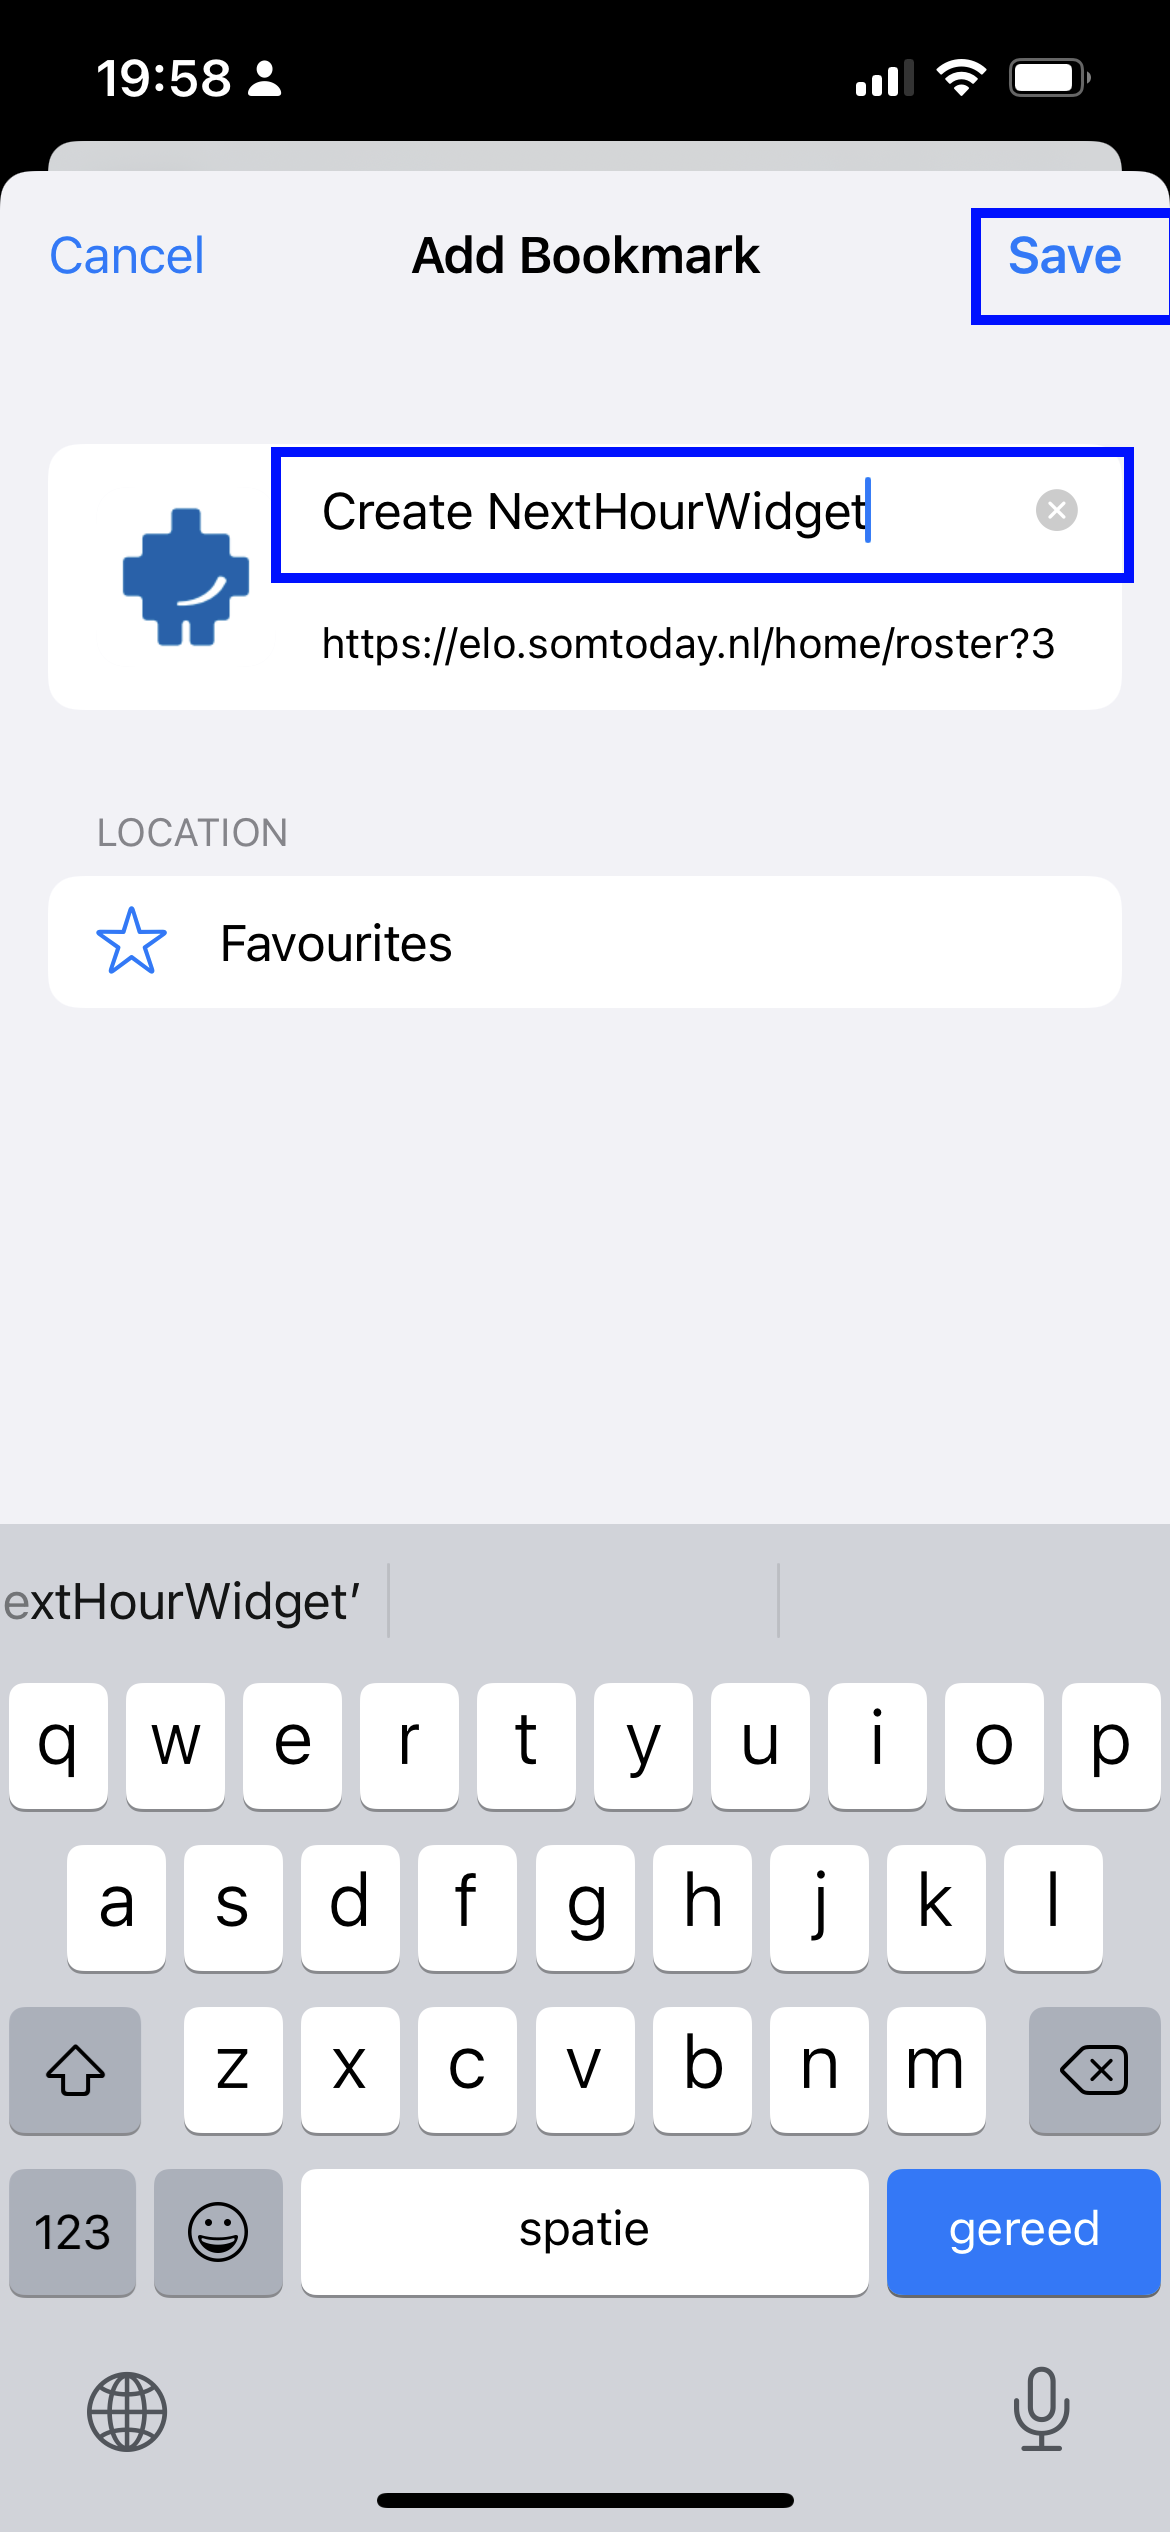 19:58
Cancel Add Bookmark Save
Create NextHourWidget
https://elo.somtoday.nl/home/roster?3
LOCATION
Favourites
extHourWidget’
q w e r t y u i o p
a s d f g h j k l
z x c v b n m
123 spatie gereed